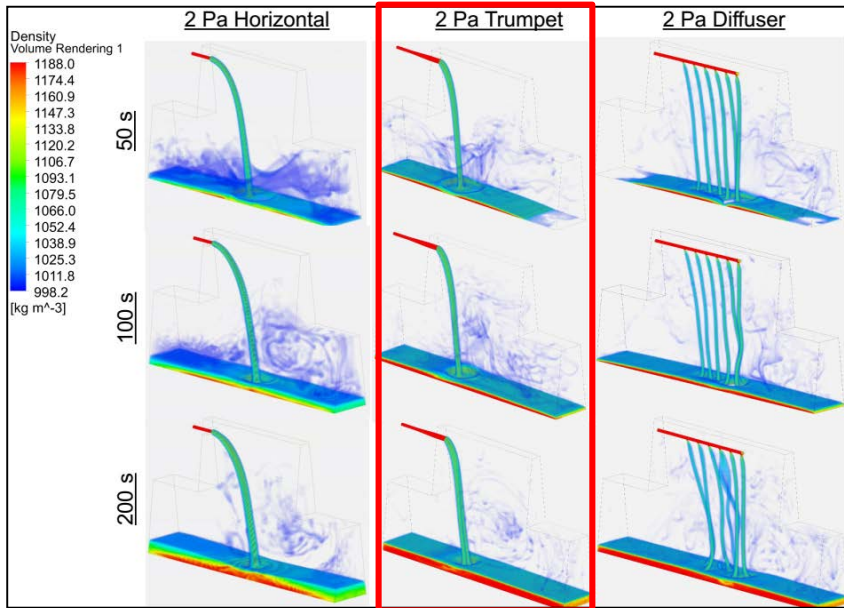 2 Pa Horizontal
2 Pa Trumpet
2 Pa Diffuser
Density
Volume Rendering 1
1188.0
1174.4
1160.9
1147.3
1133.8
1120.2
1106.7
1093.1
1079.5
1066.0
1052.4
1038.9
1025.3
1011.8
998.2
[kg m^-3]
50 s
100 s
200 s